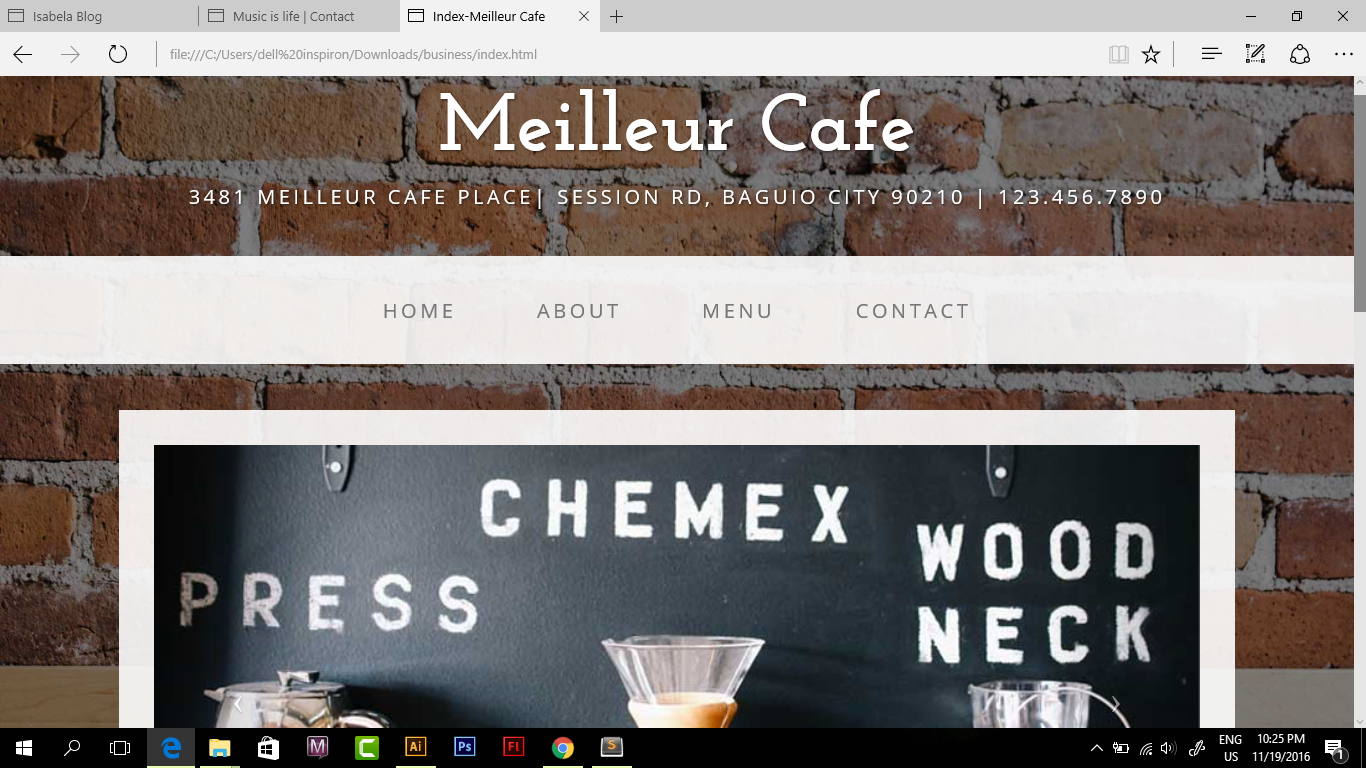 Isabela Blog
Music is life | Contact
Index-Meilleur Cafe
file:///C:/Users/dell%20inspiron/Downloads/business/index.html
Meilleur Cafe
3481 MEILLEUR CAFE PLACE| SESSION RD, BAGUIO CITY 90210 | 123.456.7890
HOME ABOUT MENU CONTACT
CHEMEX
WOOD
NECK
PRESS
M
C
Ai
Ps
Fl
S
ENG
US
10:25 PM
11/19/2016
1